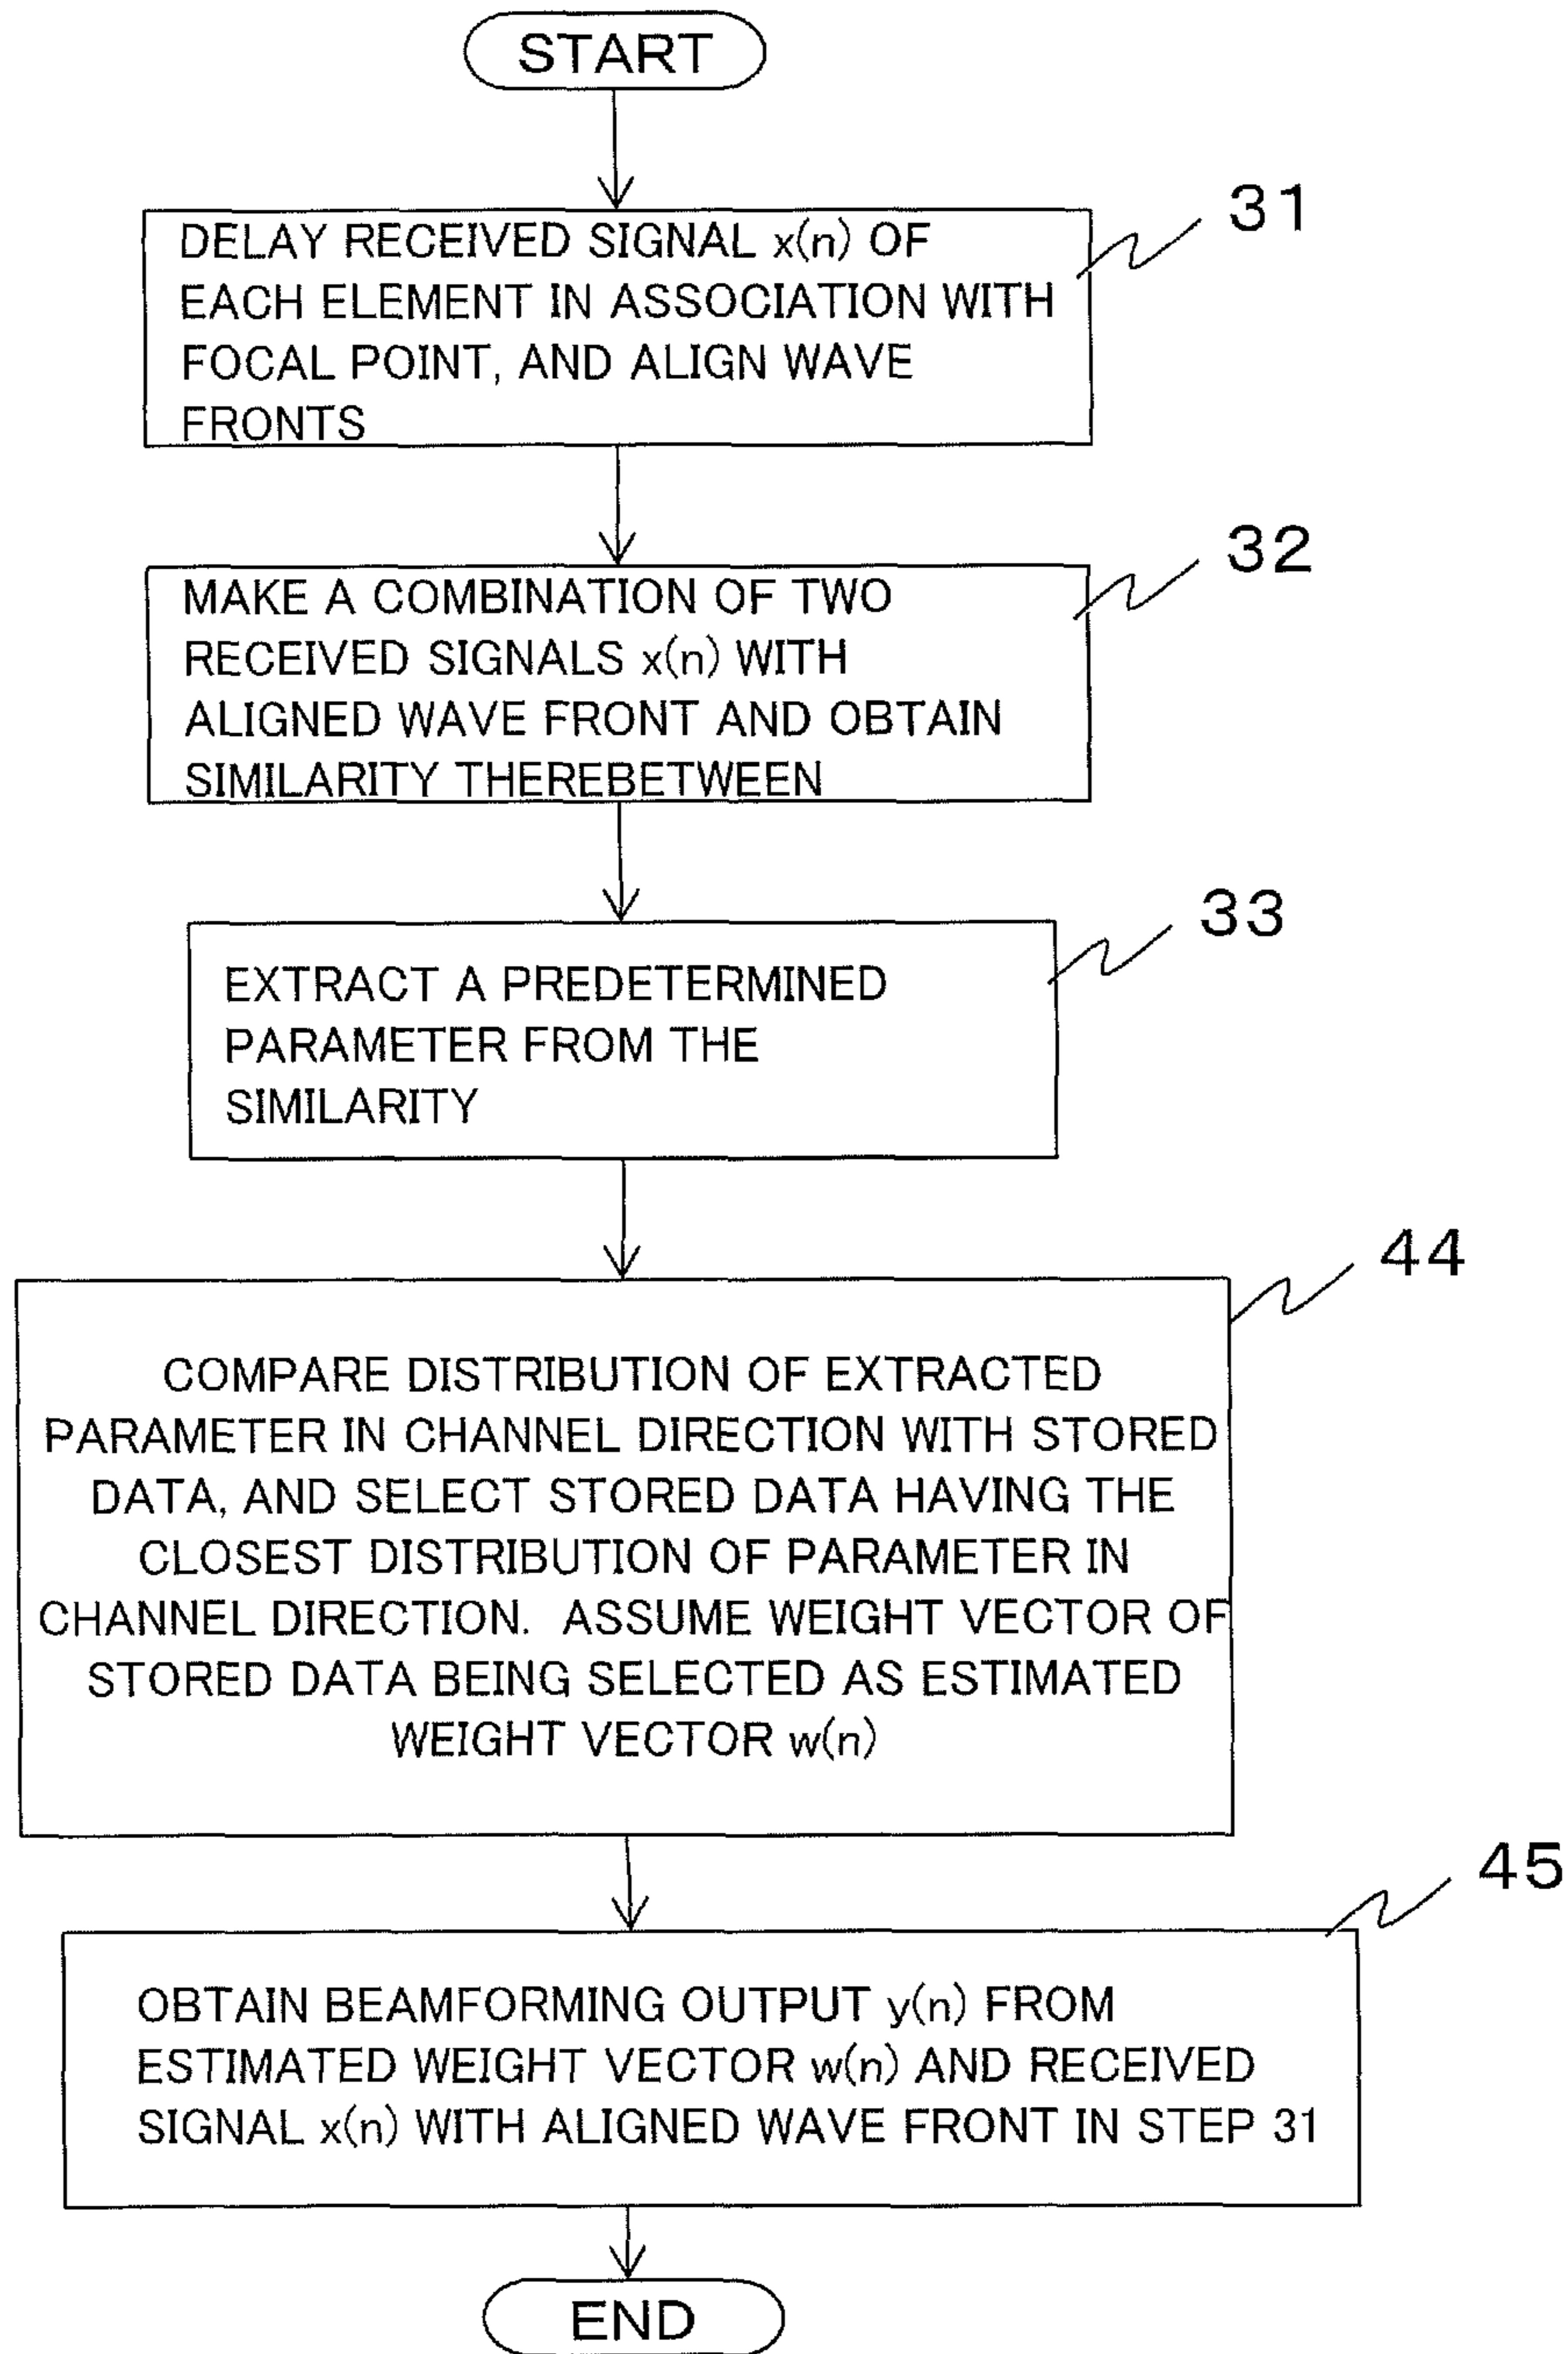 START
31
DELAY RECEIVED SIGNAL x(n) OF
EACH ELEMENT IN ASSOCIATION WITH
FOCAL POINT, AND ALIGN WAVE
FRONTS
32
MAKE A COMBINATION OF TWO
RECEIVED SIGNALS x(n) WITH
ALIGNED WAVE FRONT AND OBTAIN
SIMILARITY THEREBETWEEN
33
EXTRACT A PREDETERMINED
PARAMETER FROM THE
SIMILARITY
44
COMPARE DISTRIBUTION OF EXTRACTED
PARAMETER IN CHANNEL DIRECTION WITH STORED
DATA, AND SELECT STORED DATA HAVING THE
CLOSEST DISTRIBUTION OF PARAMETER IN
CHANNEL DIRECTION. ASSUME WEIGHT VECTOR OF
STORED DATA BEING SELECTED AS ESTIMATED
WEIGHT VECTOR w(n)
45
OBTAIN BEAMFORMING OUTPUT y(n) FROM
ESTIMATED WEIGHT VECTOR w(n) AND RECEIVED
SIGNAL x(n) WITH ALIGNED WAVE FRONT IN STEP 31
END